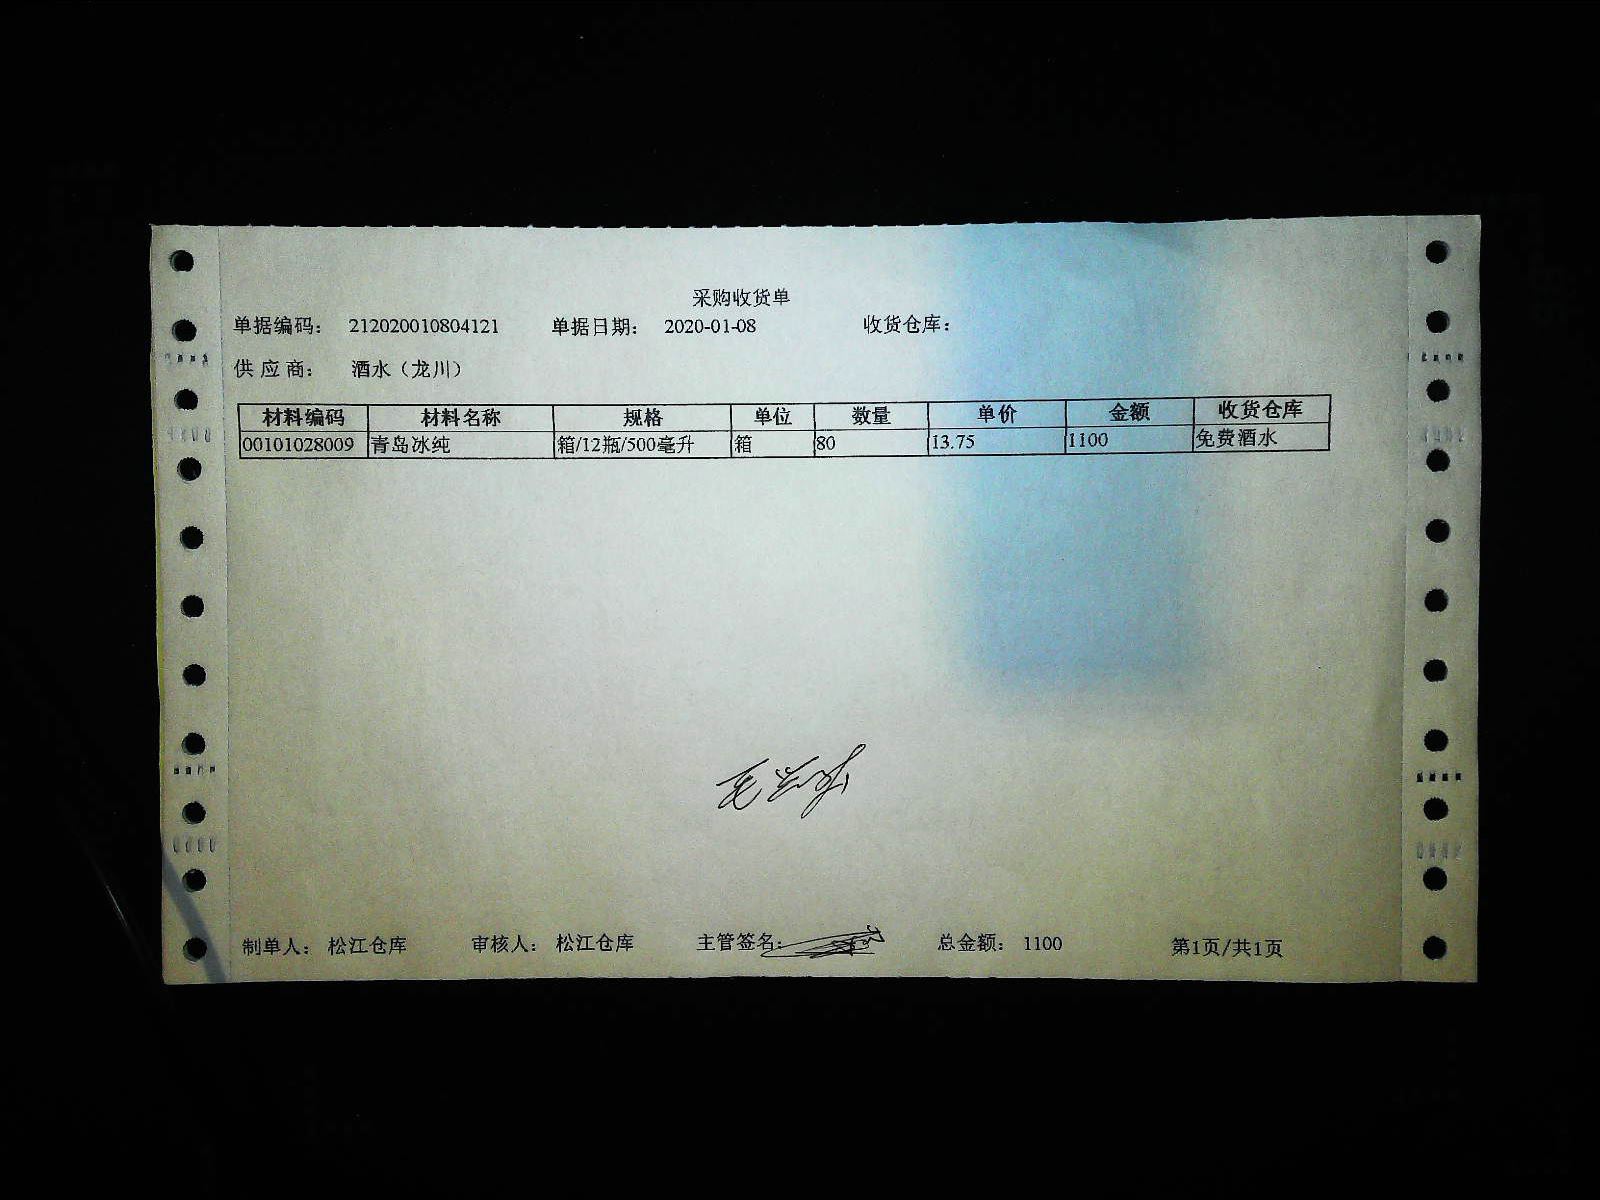 采购收货单
单据编码： 212020010804121 单据日期： 2020-01-08 收货仓库：
供应商： 酒水（龙川）
材料编码 材料名称 规格 单位 数量 单价 金额 收货仓库
00101028009 青岛冰纯 箱/12瓶/500毫升 箱 80 13.75 1100 免费酒水
制单人： 松江仓库 审核人： 松江仓库 主管签名： 总金额： 1100 第1页/共1页